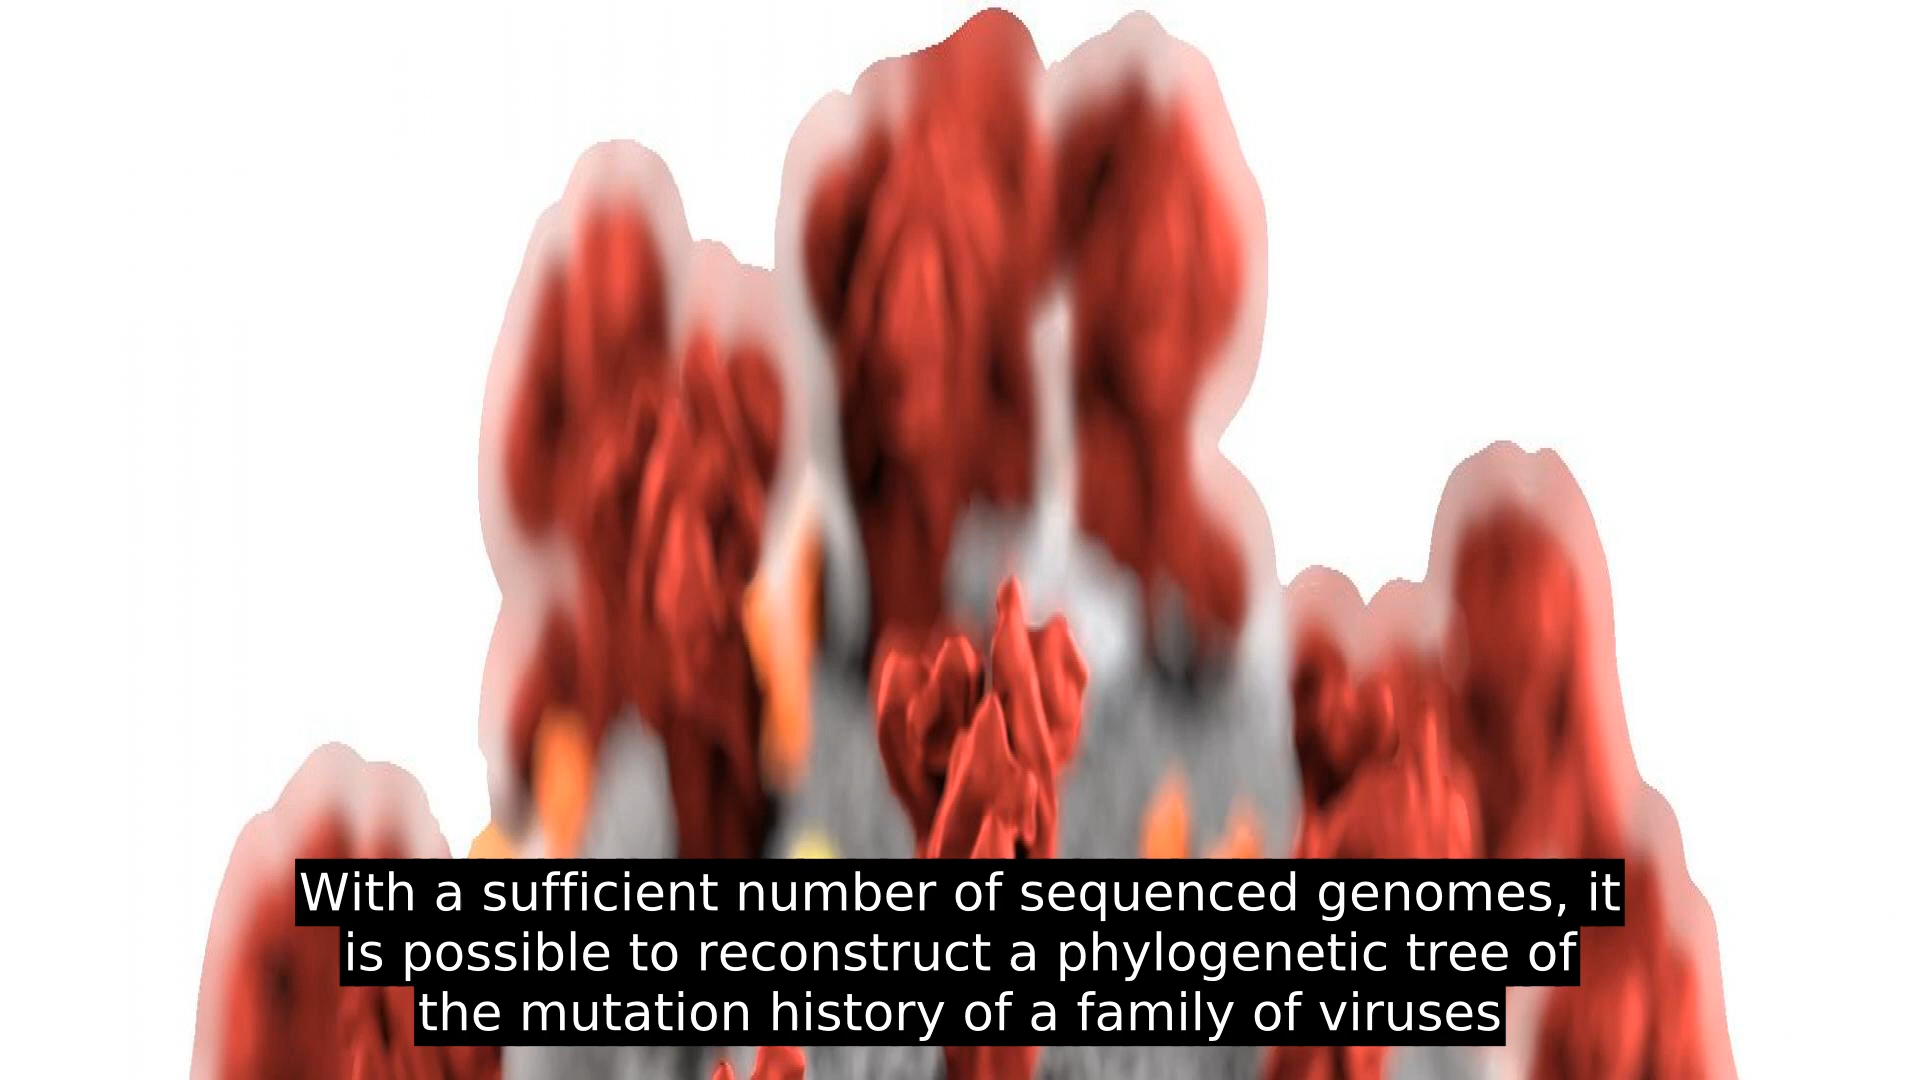 With a sufficient number of sequenced genomes, it
is possible to reconstruct a phylogenetic tree of
the mutation history of a family of viruses